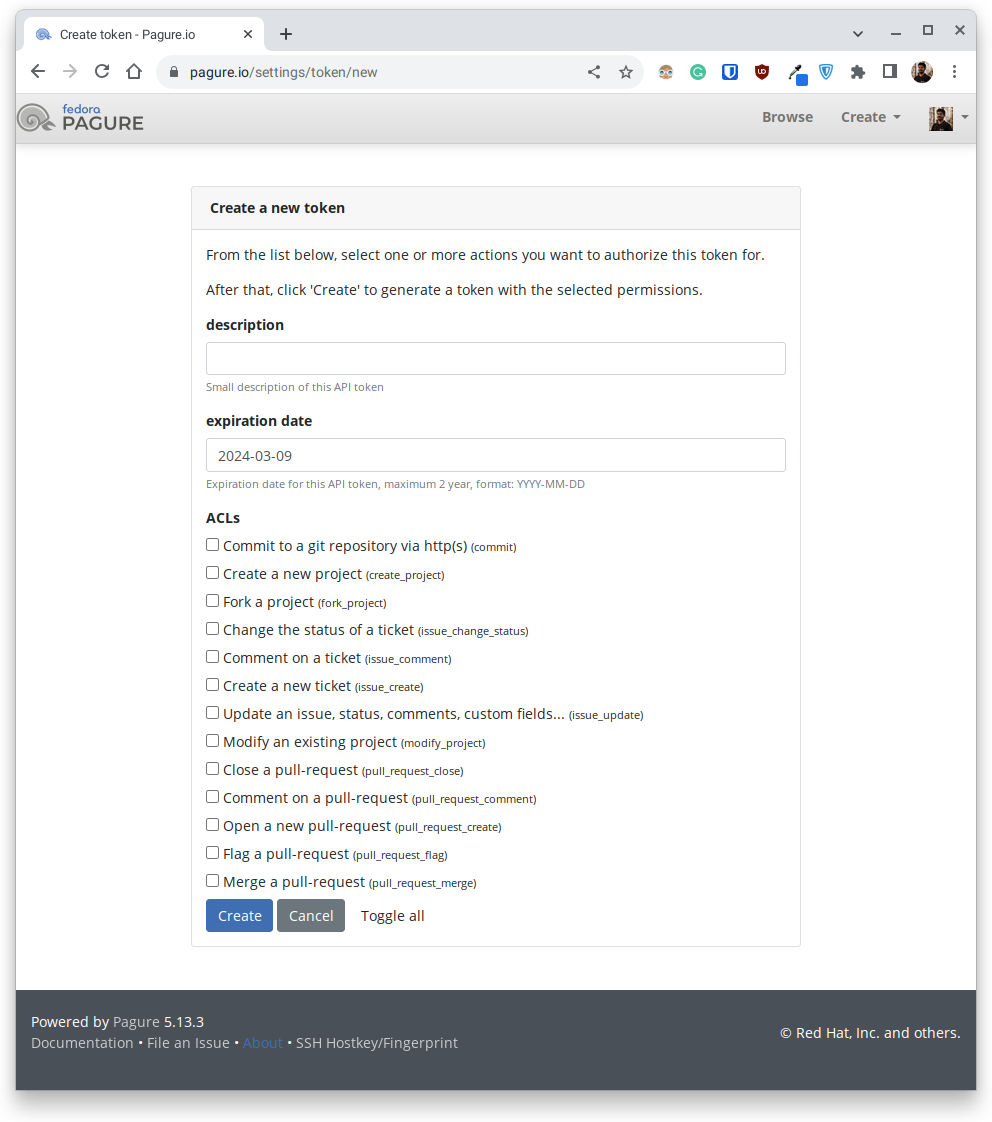 Create token - Pagure.io
pagure.io/settings/token/new
fedora
PAGURE
Browse
Create
Create a new token
From the list below, select one or more actions you want to authorize this token for.
After that, click 'Create' to generate a token with the selected permissions.
description
Small description of this API token
expiration date
2024-03-09
Expiration date for this API token, maximum 2 year, format: YYYY-MM-DD
ACLs
Commit to a git repository via http(s) (commit)
Create a new project (create_project)
Fork a project (fork_project)
Change the status of a ticket (issue_change_status)
Comment on a ticket (issue_comment)
Create a new ticket (issue_create)
Update an issue, status, comments, custom fields... (issue_update)
Modify an existing project (modify_project)
Close a pull-request (pull_request_close)
Comment on a pull-request (pull_request_comment)
Open a new pull-request (pull_request_create)
Flag a pull-request (pull_request_flag)
Merge a pull-request (pull_request_merge)
Create Cancel Toggle all
Powered by Pagure 5.13.3
Documentation • File an Issue • About • SSH Hostkey/Fingerprint
© Red Hat, Inc. and others.